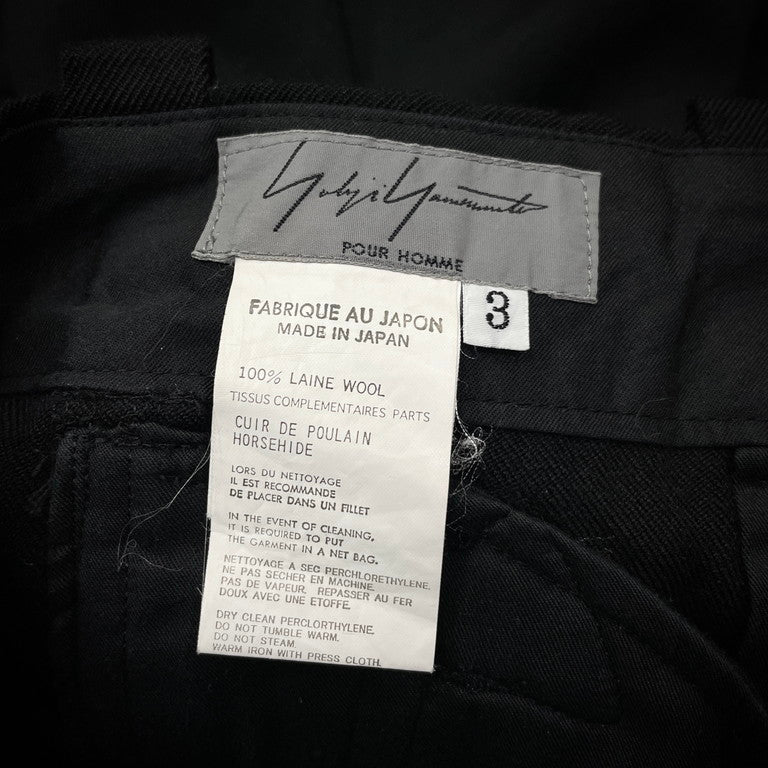 Yohji Yamamoto
POUR HOMME
3
FABRIQUE AU JAPON
MADE IN JAPAN
100% LAINE WOOL
TISSUS COMPLEMENTAIRES PARTS
CUIR DE POULAIN
HORSEHIDE
LORS DU NETTOYAGE
IL EST RECOMMANDE
DE PLACER DANS UN FILLET
IN THE EVENT OF CLEANING,
IT IS REQUIRED TO PUT
THE GARMENT IN A NET BAG.
NETTOYAGE A SEC PERCHLORETHYLENE.
NE PAS SECHER EN MACHINE.
PAS DE VAPEUR. REPASSER AU FER
DOUX AVEC UNE ETOFFE.
DRY CLEAN PERCLORTHYLENE.
DO NOT TUMBLE WARM.
DO NOT STEAM.
WARM IRON WITH PRESS CLOTH.